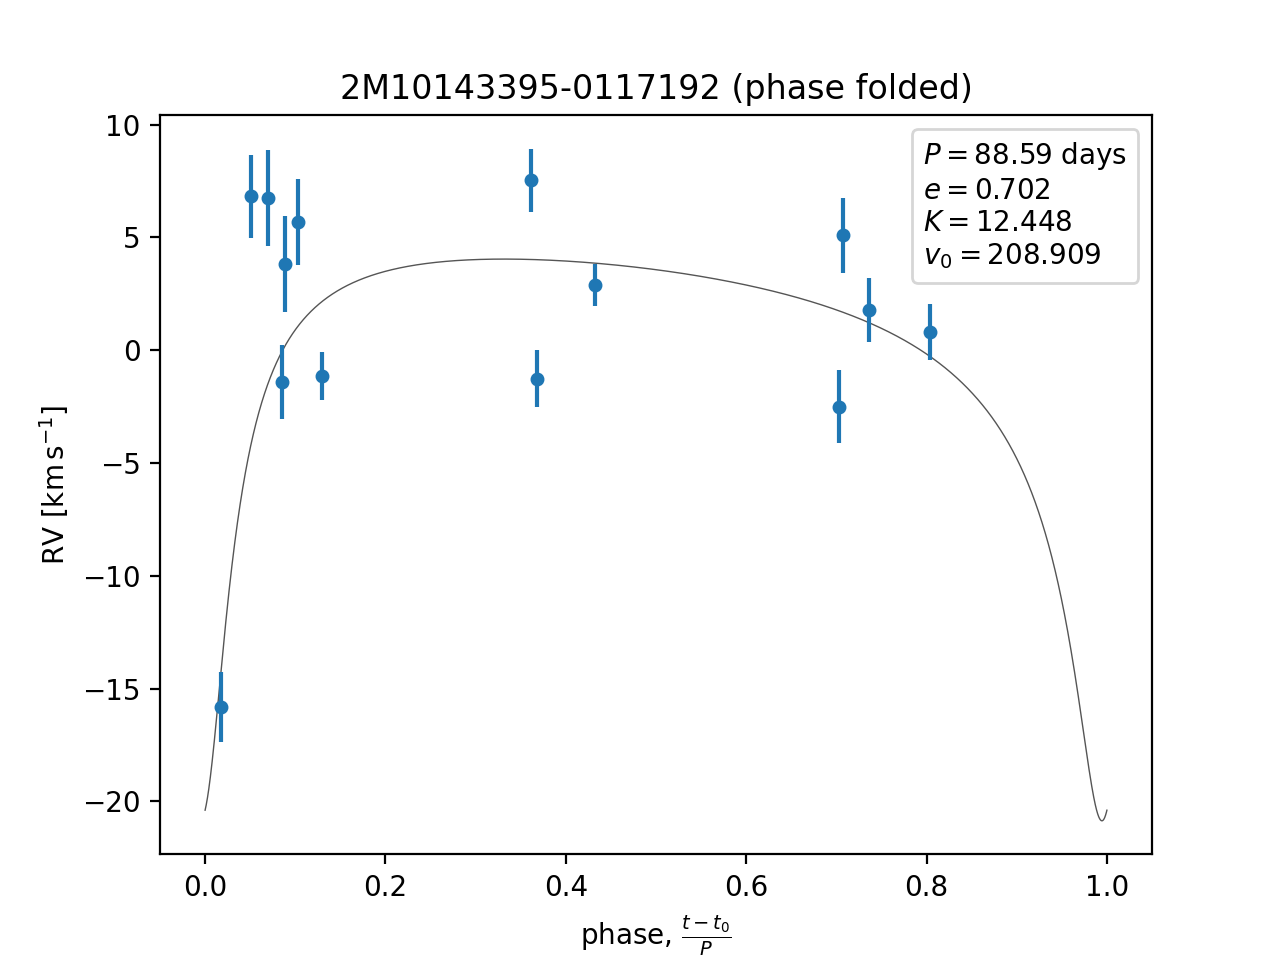 2M10143395-0117192 (phase folded)
P = 88.59 days
e = 0.702
K = 12.448
v₀ = 208.909
10
5
0
−5
−10
−15
−20
RV [km s⁻¹]
0.0 0.2 0.4 0.6 0.8 1.0
phase, (t − t₀)/P